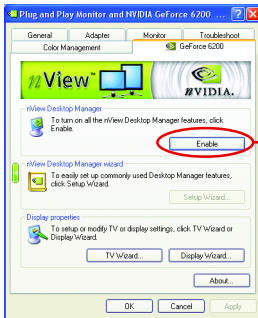 Plug and Play Monitor and NVIDIA GeForce 6200 ...
General
Adapter
Monitor
Troubleshoot
Color Management
GeForce 6200
nView™
nVIDIA.
nView Desktop Manager
To turn on all the nView Desktop Manager features, click
Enable.
Enable
nView Desktop Manager wizard
To easily set up commonly used Desktop Manager features,
click Setup Wizard.
Setup Wizard...
Display properties
To setup or modify TV or display settings, click TV Wizard or
Display Wizard.
TV Wizard...
Display Wizard...
About...
OK
Cancel
Apply